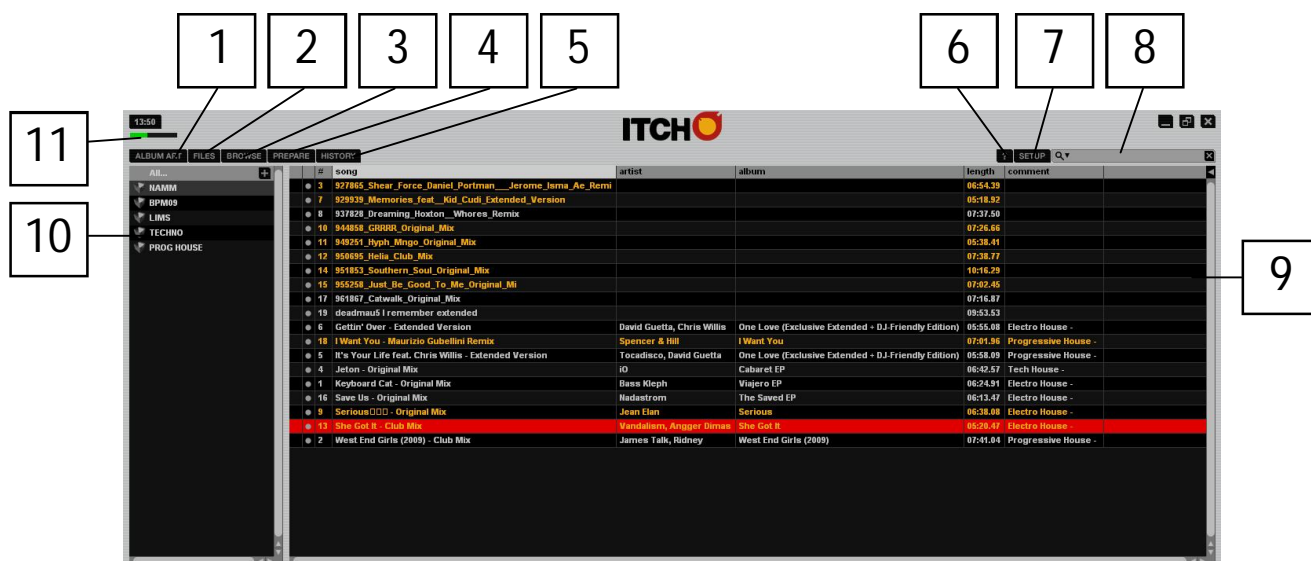 1 2 3 4 5 6 7 8
11 13:50 ITCH
ALBUM ART FILES BROWSE PREPARE HISTORY ? SETUP
All... # song artist album length comment
NAMM 3 927865_Shear_Force_Daniel_Portman___Jerome_Isma_Ae_Remi 06:54.39
BPM09 7 929939_Memories_feat__Kid_Cudi_Extended_Version 05:18.92
LIMS 8 937828_Dreaming_Hoxton__Whores_Remix 07:37.50
10 TECHNO 10 944858_GRRRR_Original_Mix 07:26.66
PROG HOUSE 11 949251_Hyph_Mngo_Original_Mix 05:38.41
12 950695_Helia_Club_Mix 07:38.77
14 951853_Southern_Soul_Original_Mix 10:16.29 9
15 955258_Just_Be_Good_To_Me_Original_Mi 07:02.45
17 961867_Catwalk_Original_Mix 07:16.87
19 deadmau5 I remember extended 09:53.53
6 Gettin' Over - Extended Version David Guetta, Chris Willis One Love (Exclusive Extended + DJ-Friendly Edition) 05:55.08 Electro House -
18 I Want You - Maurizio Gubellini Remix Spencer & Hill I Want You 07:01.96 Progressive House -
5 It's Your Life feat. Chris Willis - Extended Version Tocadisco, David Guetta One Love (Exclusive Extended + DJ-Friendly Edition) 05:58.09 Progressive House -
4 Jeton - Original Mix iO Cabaret EP 06:42.57 Tech House -
1 Keyboard Cat - Original Mix Bass Kleph Viajero EP 06:24.91 Electro House -
16 Save Us - Original Mix Nadastrom The Saved EP 06:13.47 Electro House -
9 Serious▯▯▯ - Original Mix Jean Elan Serious 06:38.08 Electro House -
13 She Got It - Club Mix Vandalism, Angger Dimas She Got It 05:20.47 Electro House -
2 West End Girls (2009) - Club Mix James Talk, Ridney West End Girls (2009) 07:41.04 Progressive House -